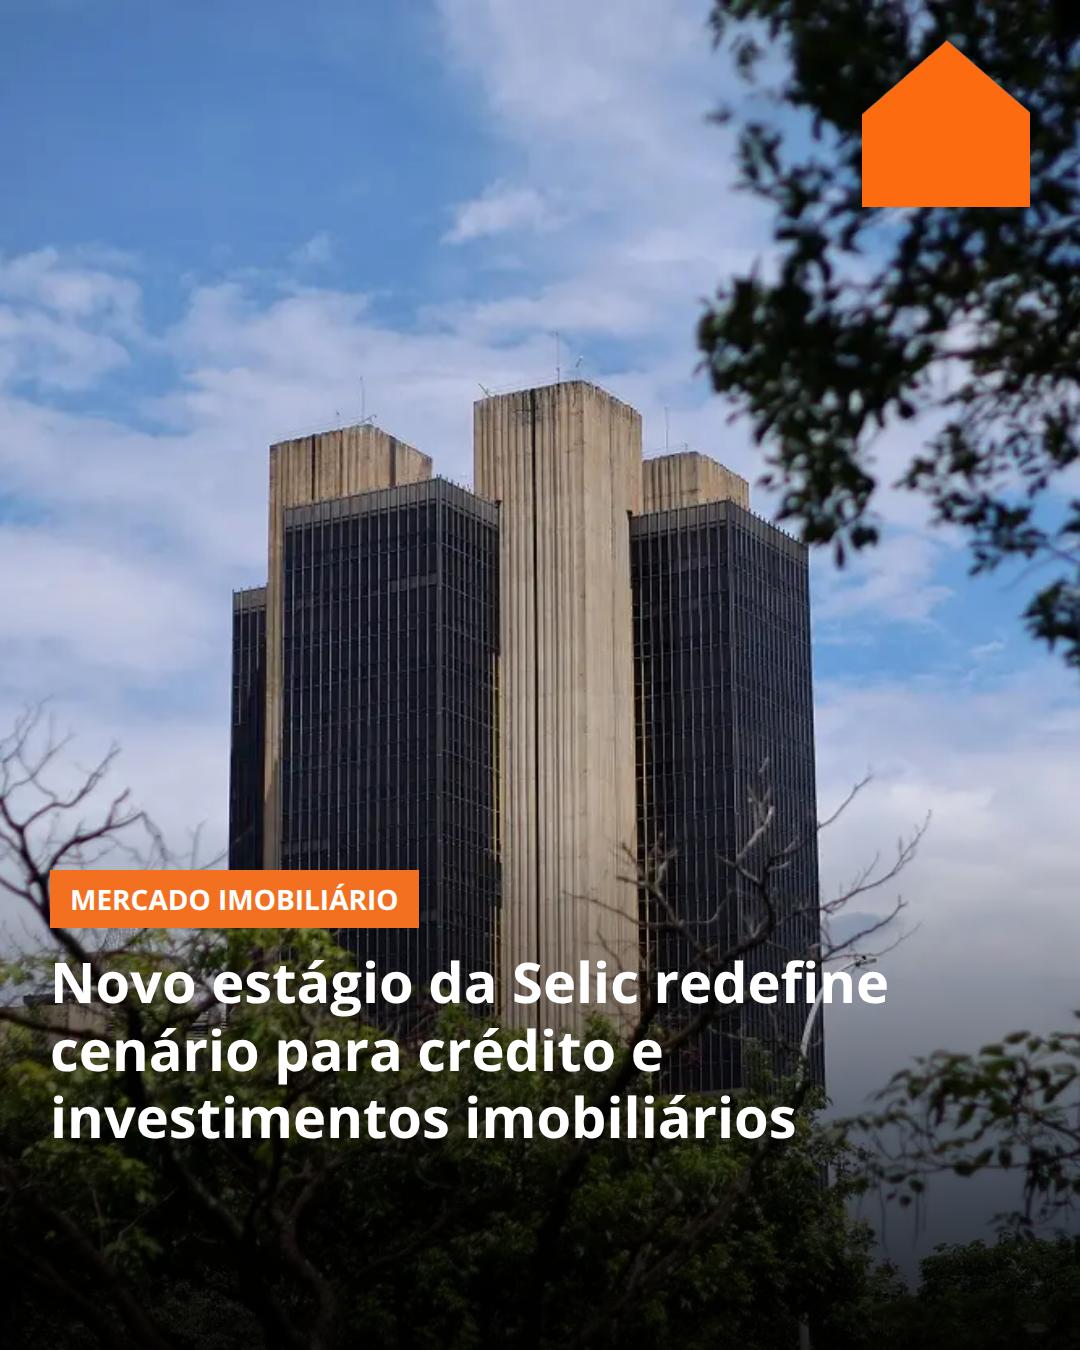 MERCADO IMOBILIÁRIO
Novo estágio da Selic redefine
cenário para crédito e
investimentos imobiliários